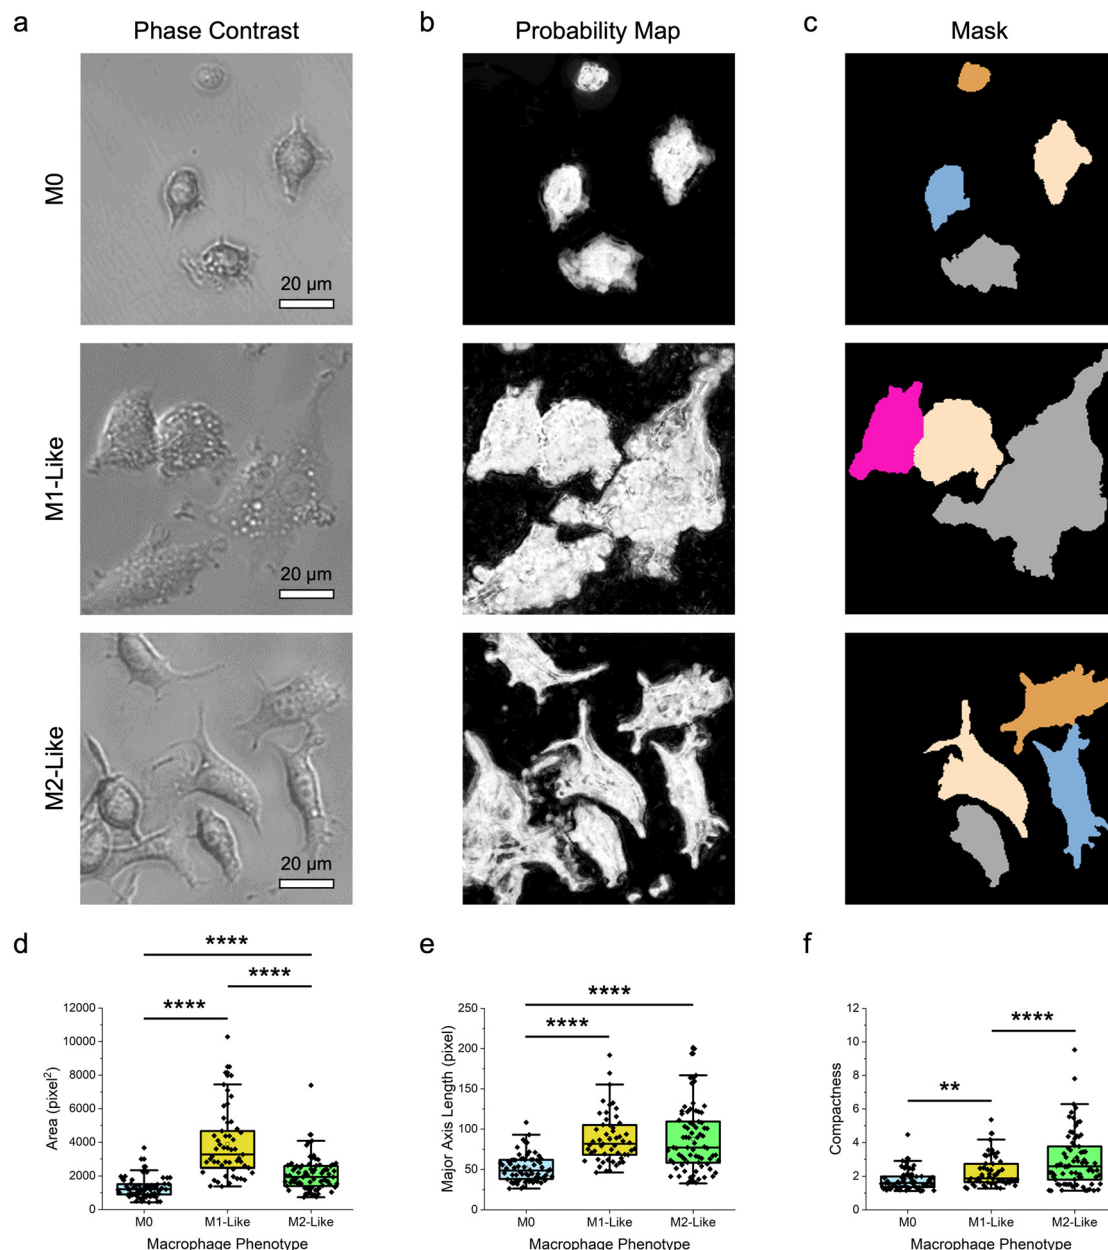 a Phase Contrast b Probability Map c Mask
M0
20 µm
M1-Like
20 µm
M2-Like
20 µm
d
****
****
****
Area (pixel²)
12000
10000
8000
6000
4000
2000
0
M0 M1-Like M2-Like
Macrophage Phenotype
e
****
****
Major Axis Length (pixel)
250
200
150
100
50
0
M0 M1-Like M2-Like
Macrophage Phenotype
f
****
**
Compactness
12
10
8
6
4
2
0
M0 M1-Like M2-Like
Macrophage Phenotype